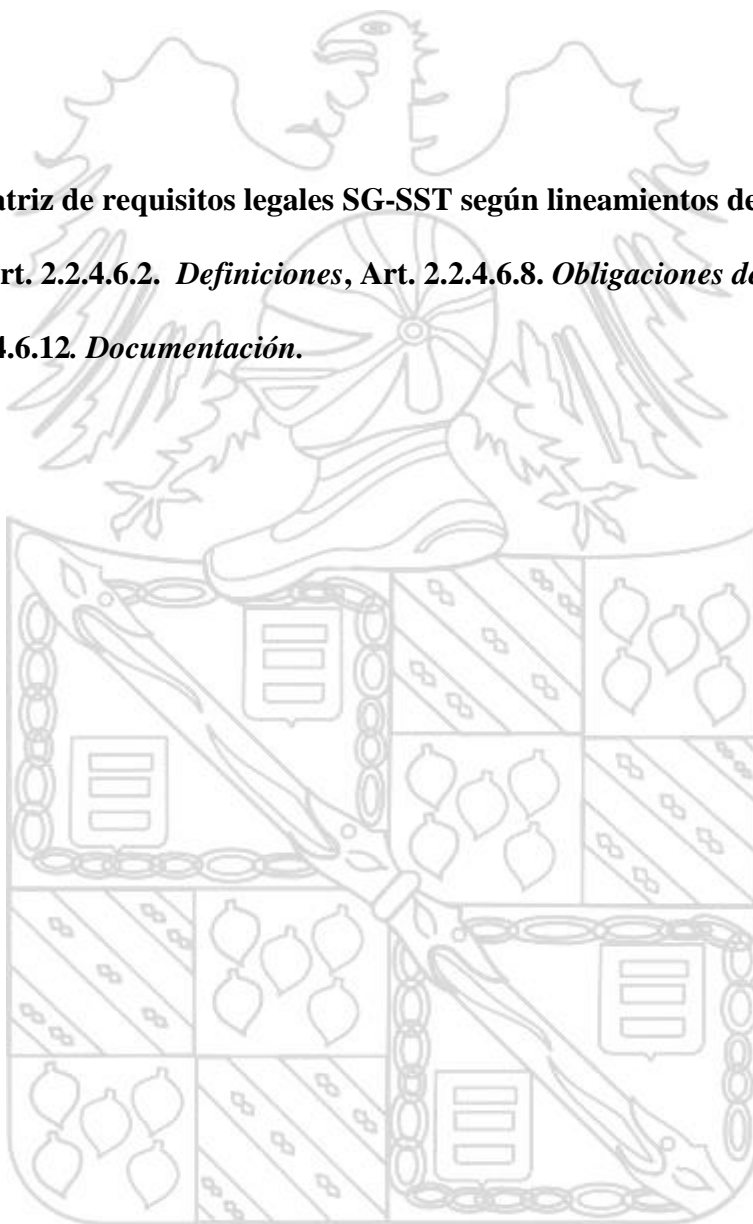 atriz de requisitos legales SG-SST según lineamientos de
rt. 2.2.4.6.2. Definiciones, Art. 2.2.4.6.8. Obligaciones d
4.6.12. Documentación.